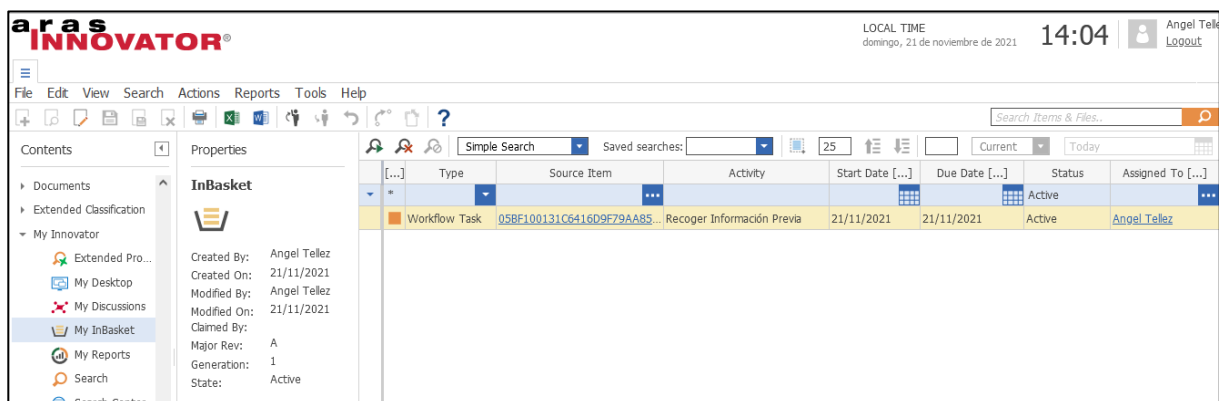 aras
INNOVATOR®
LOCAL TIME
domingo, 21 de noviembre de 2021
14:04
Angel Telle
Logout
File Edit View Search Actions Reports Tools Help
Search Items & Files..
Contents
Documents
Extended Classification
My Innovator
Extended Pro...
My Desktop
My Discussions
My InBasket
My Reports
Search
Search Center
Properties
InBasket
Created By: Angel Tellez
Created On: 21/11/2021
Modified By: Angel Tellez
Modified On: 21/11/2021
Claimed By:
Major Rev: A
Generation: 1
State: Active
Simple Search Saved searches: 25 Current Today
[...] Type Source Item Activity Start Date [...] Due Date [...] Status Assigned To [...]
* Active
Workflow Task 05BF100131C6416D9F79AA85... Recoger Información Previa 21/11/2021 21/11/2021 Active Angel Tellez